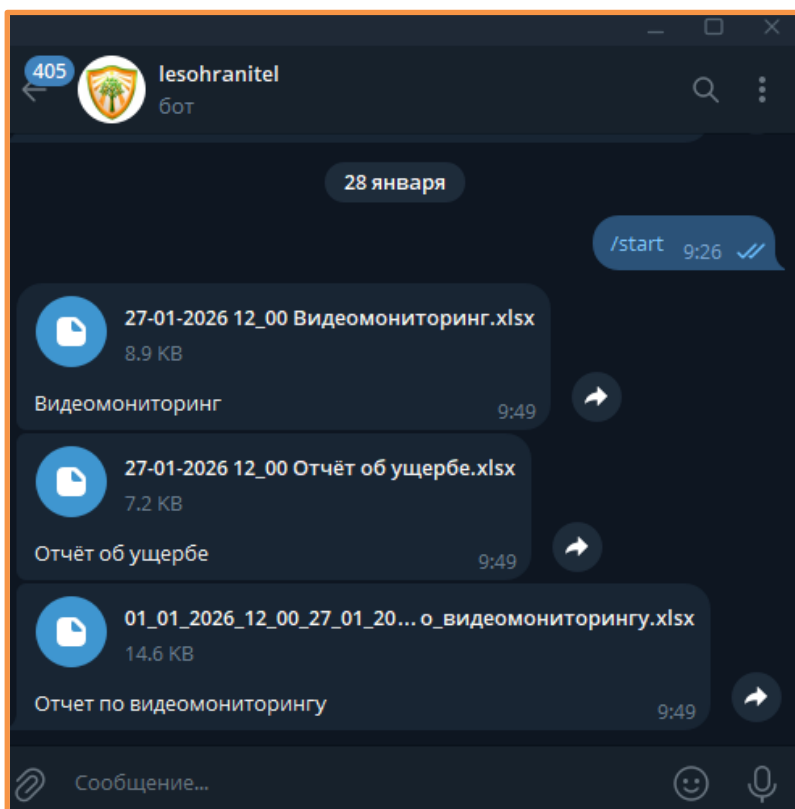 405
lesohranitel
бот
28 января
/start 9:26
27-01-2026 12_00 Видеомониторинг.xlsx
8.9 KB
Видеомониторинг 9:49
27-01-2026 12_00 Отчёт об ущербе.xlsx
7.2 KB
Отчёт об ущербе 9:49
01_01_2026_12_00_27_01_20... о_видеомониторингу.xlsx
14.6 KB
Отчет по видеомониторингу 9:49
Сообщение...